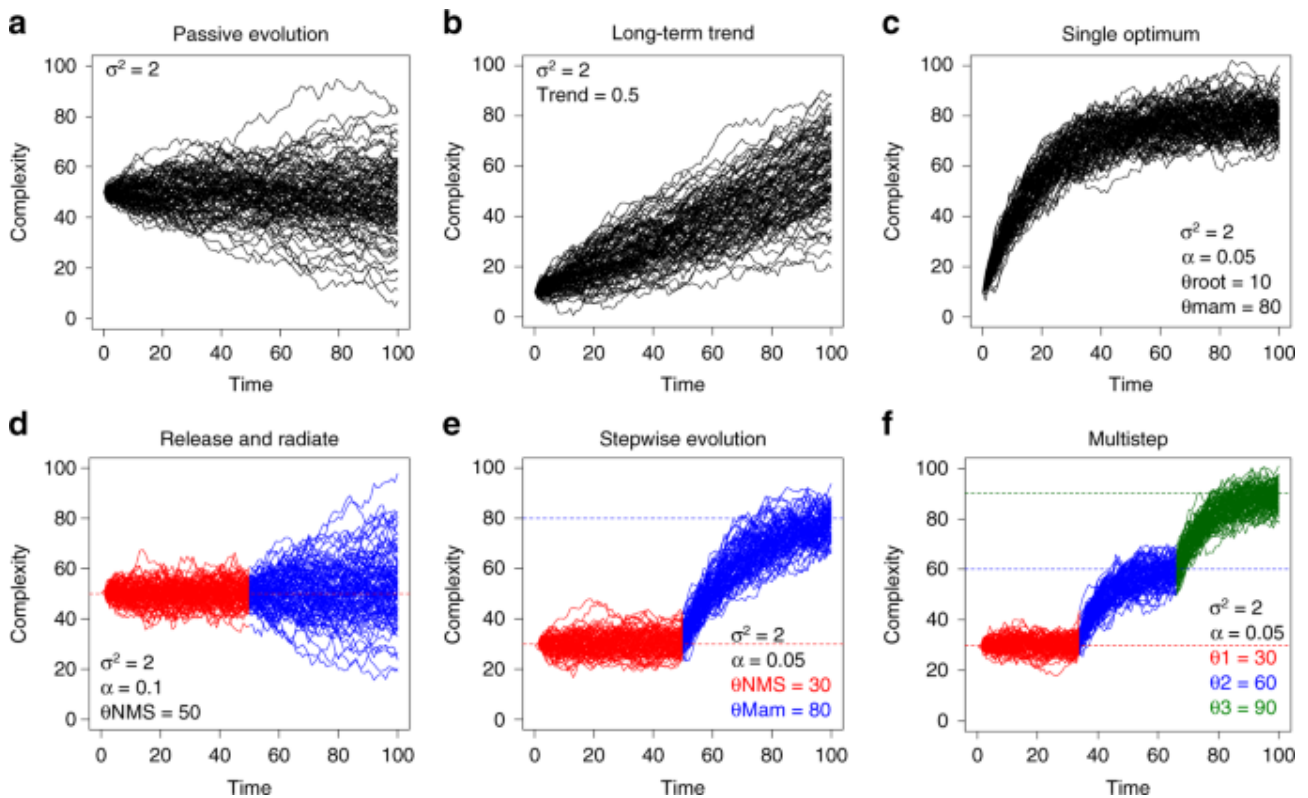 a
Passive evolution
σ² = 2
100
80
60
40
20
0
Complexity
0 20 40 60 80 100
Time
b
Long-term trend
σ² = 2
Trend = 0.5
100
80
60
40
20
0
Complexity
0 20 40 60 80 100
Time
c
Single optimum
100
80
60
40
20
0
Complexity
σ² = 2
α = 0.05
θroot = 10
θmam = 80
0 20 40 60 80 100
Time
d
Release and radiate
100
80
60
40
20
0
Complexity
σ² = 2
α = 0.1
θNMS = 50
0 20 40 60 80 100
Time
e
Stepwise evolution
100
80
60
40
20
0
Complexity
σ² = 2
α = 0.05
θNMS = 30
θMam = 80
0 20 40 60 80 100
Time
f
Multistep
100
80
60
40
20
0
Complexity
σ² = 2
α = 0.05
θ1 = 30
θ2 = 60
θ3 = 90
0 20 40 60 80 100
Time